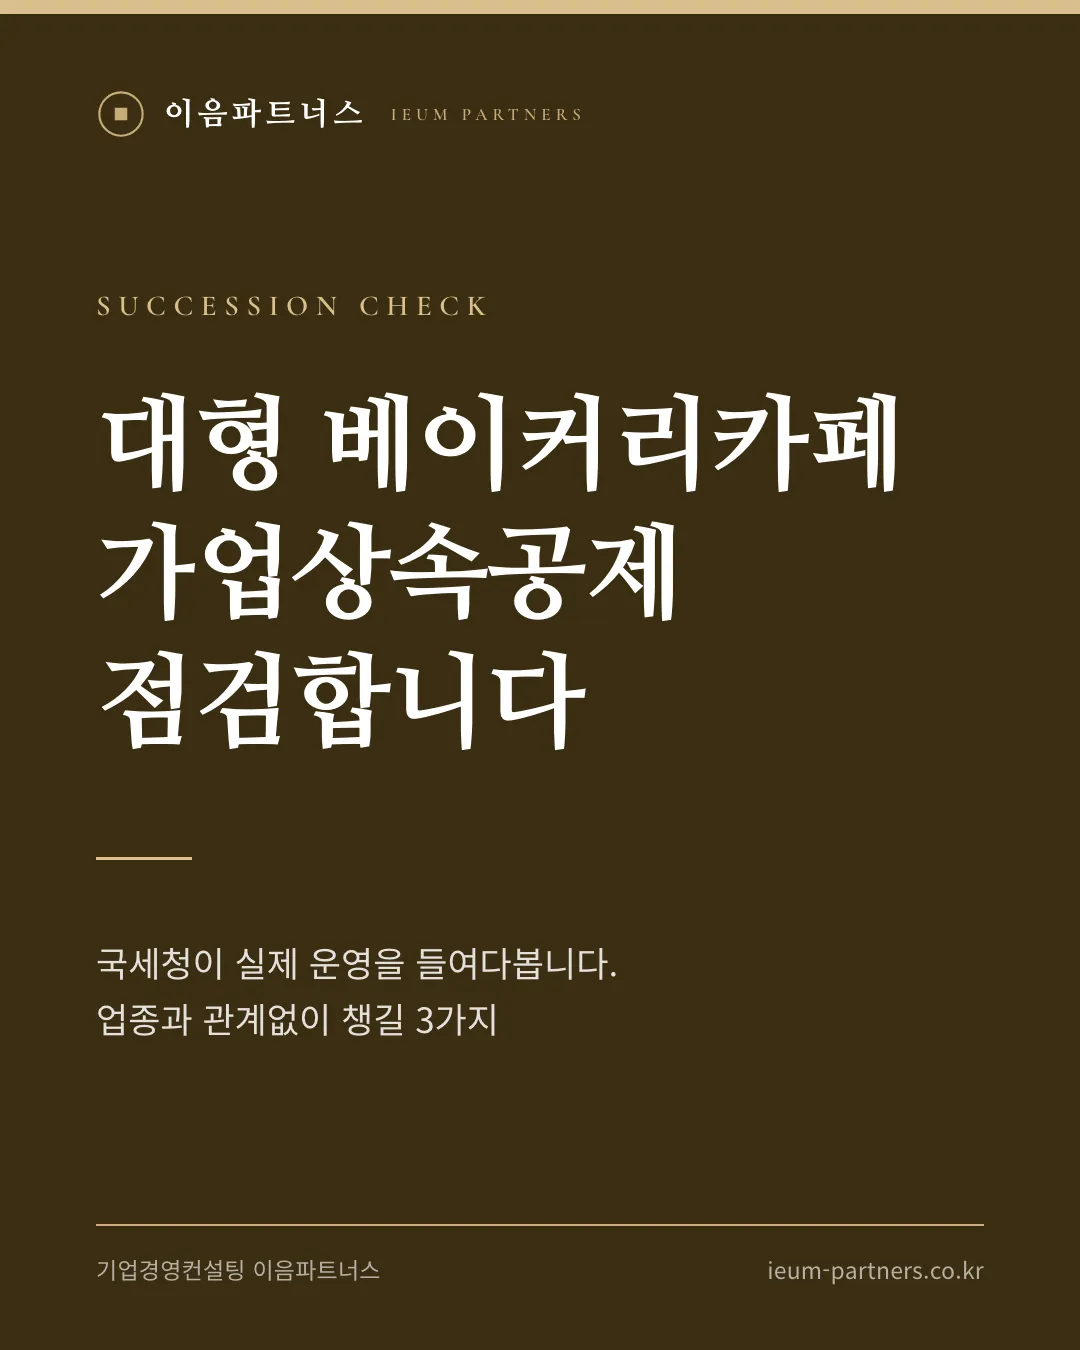 이음파트너스 IEUM PARTNERS
SUCCESSION CHECK
대형 베이커리카페
가업상속공제
점검합니다
국세청이 실제 운영을 들여다봅니다.
업종과 관계없이 챙길 3가지
기업경영컨설팅 이음파트너스
ieum-partners.co.kr